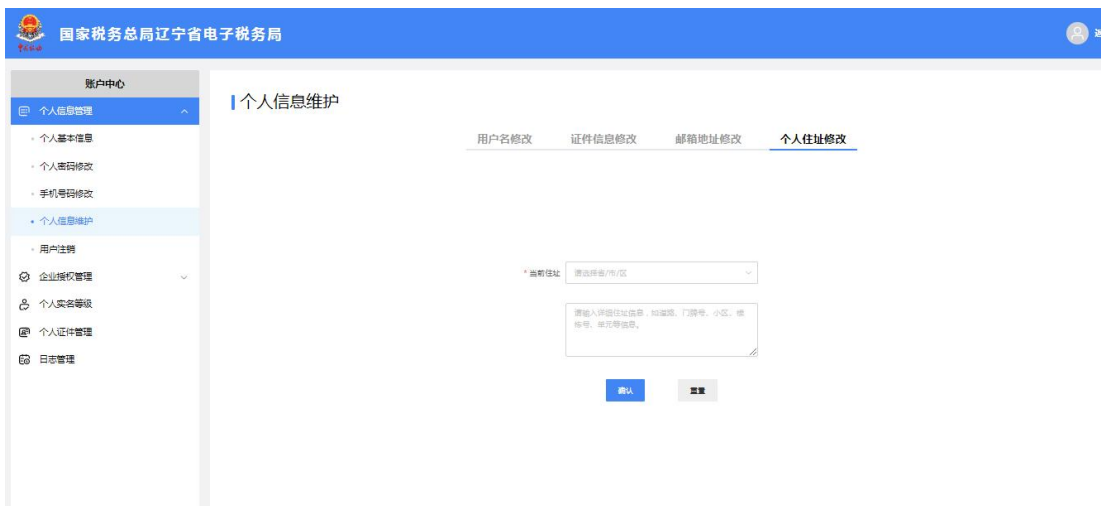 国家税务总局辽宁省电子税务局
账户中心
个人信息管理
个人基本信息
个人密码修改
手机号码修改
个人信息维护
用户注销
企业授权管理
个人实名等级
个人证件管理
日志管理
个人信息维护
用户名修改 证件信息修改 邮箱地址修改 个人住址修改
* 当前住址 请选择省/市/区
请输入详细住址信息,如道路、门牌号、小区、楼
栋号、单元等信息。
确认 重置